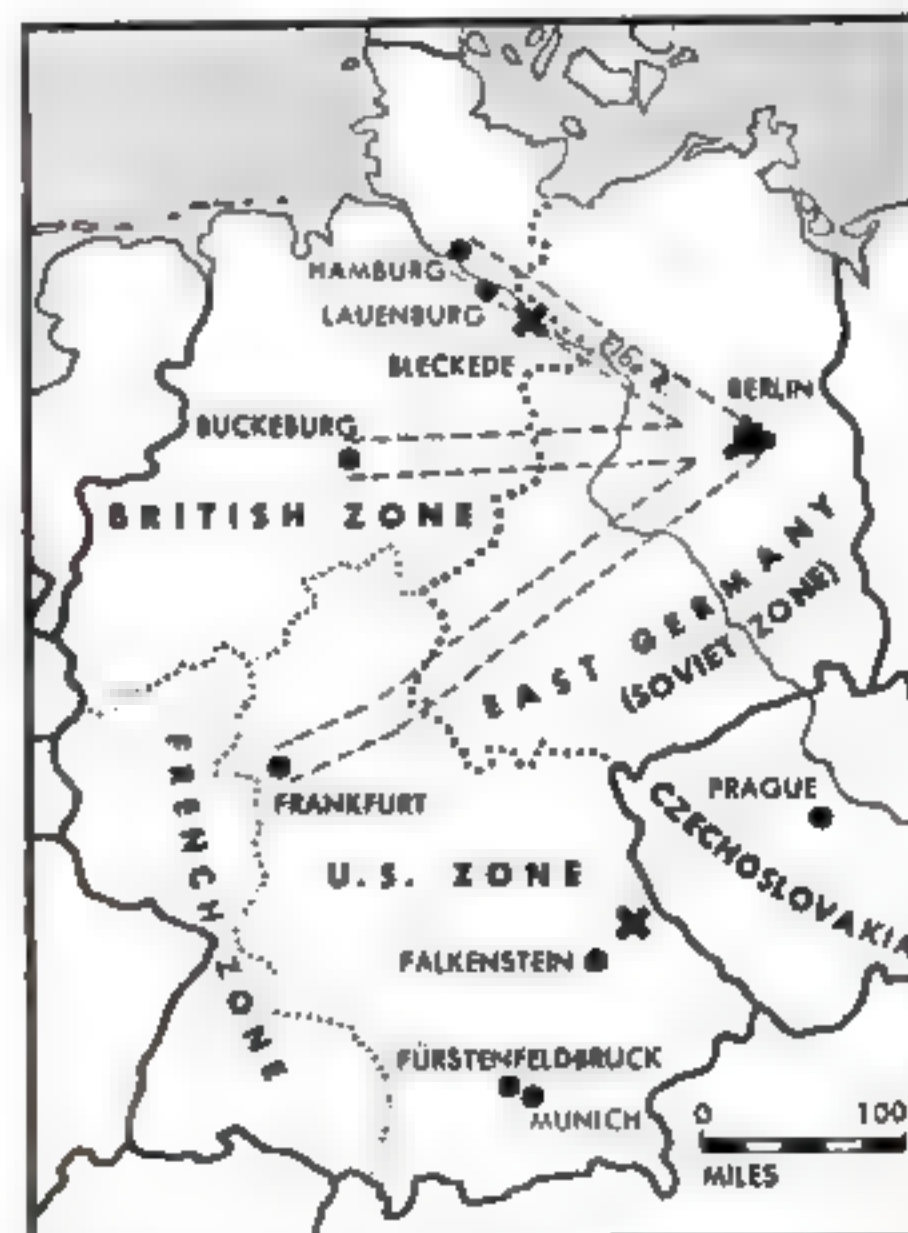 HAMBURG
LAUENBURG
BLECKEDE
BERLIN
BUCKEBURG
BRITISH ZONE
EAST GERMANY
(SOVIET ZONE)
FRENCH ZONE
FRANKFURT
PRAGUE
CZECHOSLOVAKIA
U.S. ZONE
FALKENSTEIN
FÜRSTENFELDBRUCK
MUNICH
0 100
MILES